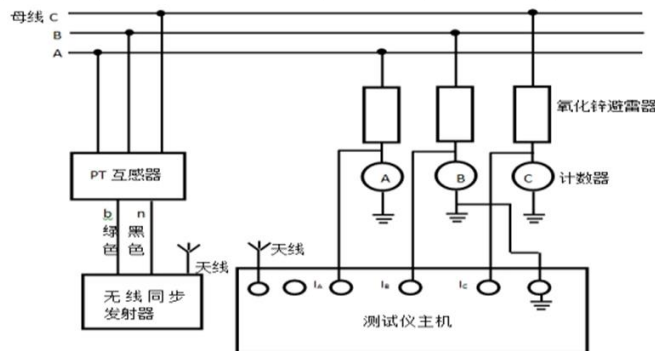 母线 C
B
A
氧化锌避雷器
PT 互感器
A
B
C
计数器
b 绿色
n 黑色
天线
天线
无线同步
发射器
IA
IB
IC
测试仪主机